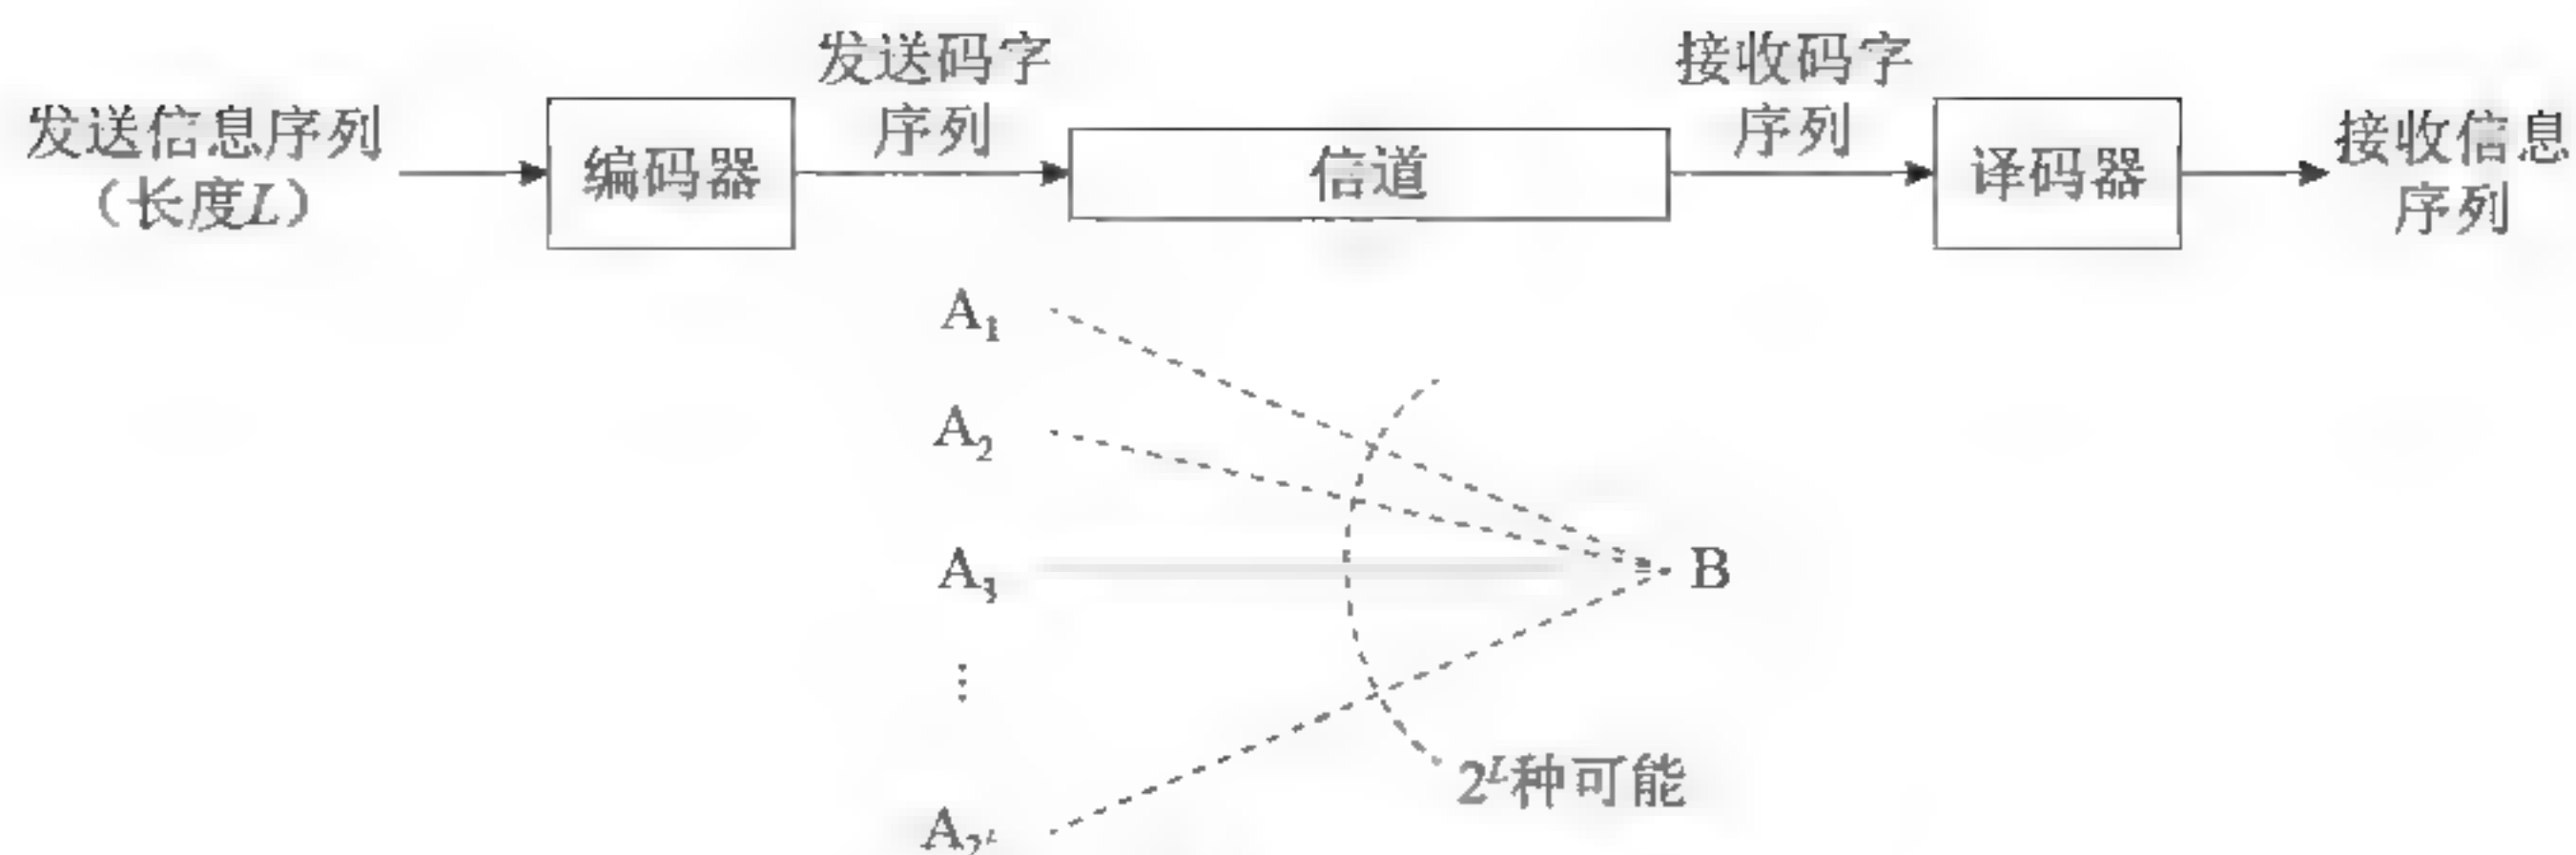 发送信息序列
（长度L）
编码器
发送码字
序列
信道
接收码字
序列
译码器
接收信息
序列
A₁
A₂
A₃
⋮
A₂ᴸ
B
2ᴸ种可能